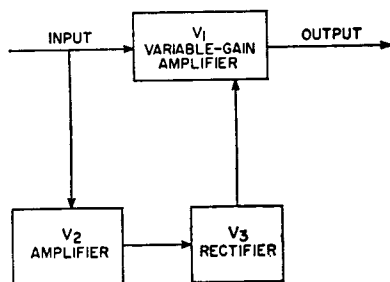 INPUT
V1
VARIABLE-GAIN
AMPLIFIER
OUTPUT
V2
AMPLIFIER
V3
RECTIFIER